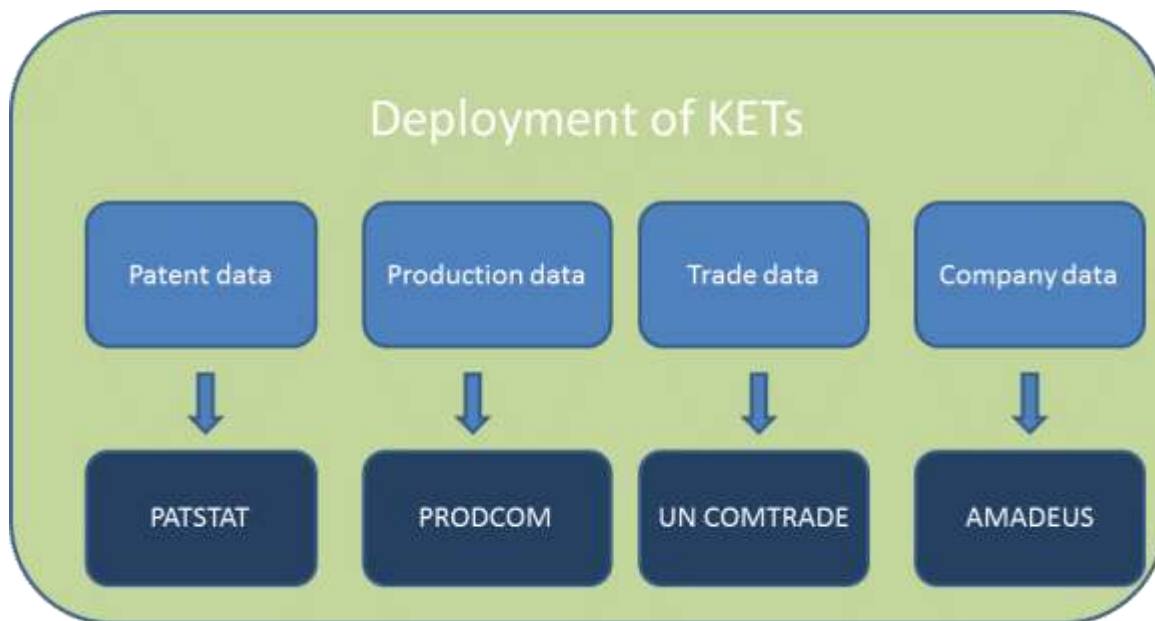 Deployment of KETs
Patent data
Production data
Trade data
Company data
PATSTAT
PRODCOM
UN COMTRADE
AMADEUS